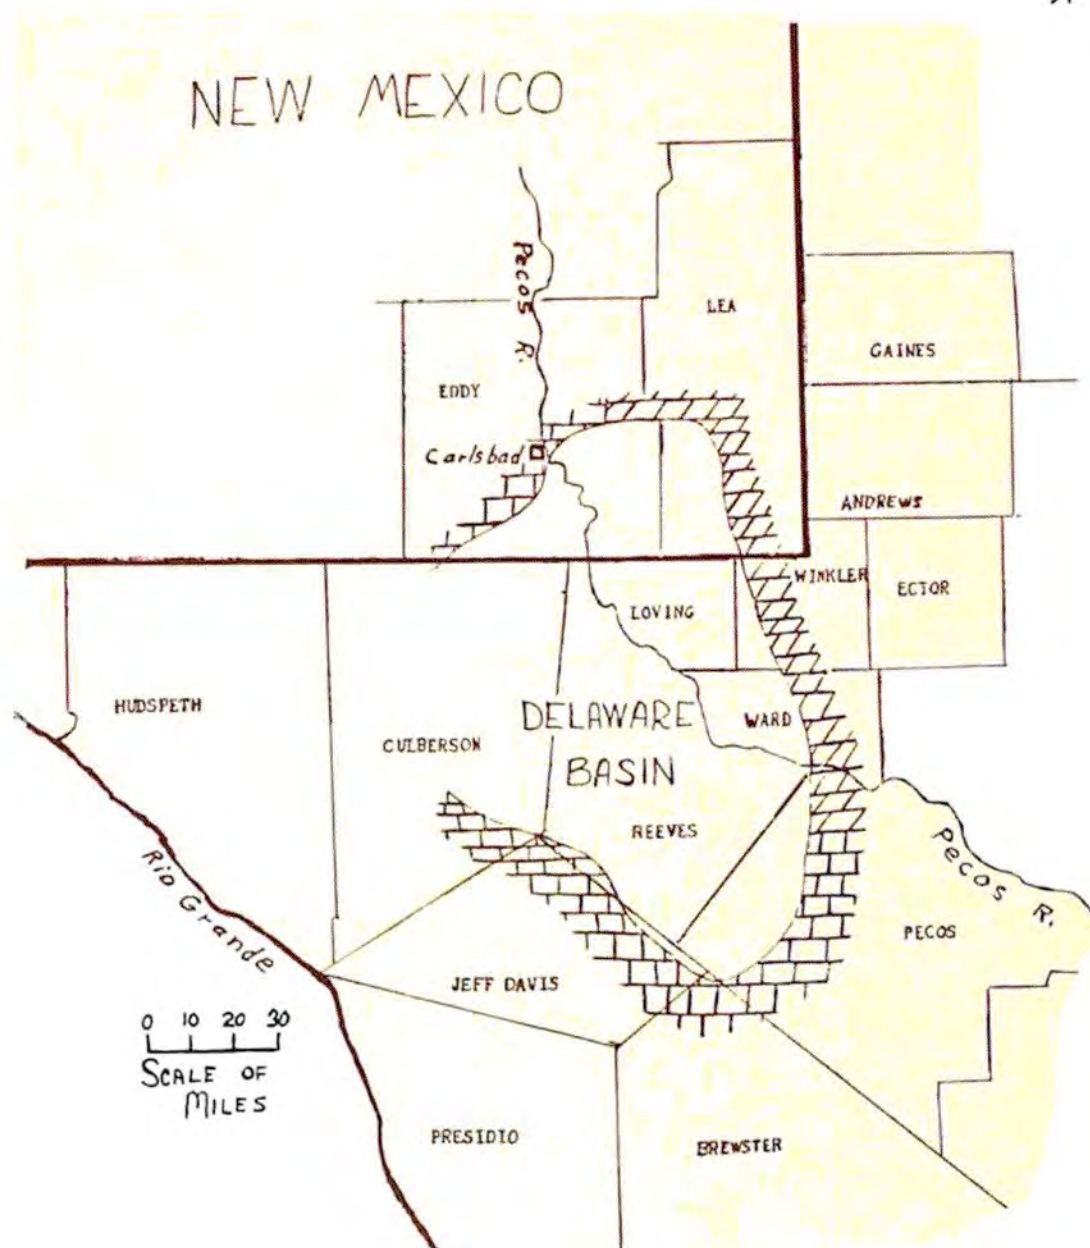 NEW MEXICO
Pecos R.
LEA
GAINES
EDDY
Carlsbad
ANDREWS
WINKLER
ECTOR
LOVING
HUDSPETH
DELAWARE
BASIN
WARD
CULBERSON
REEVES
Rio Grande
Pecos R.
PECOS
JEFF DAVIS
0 10 20 30
SCALE OF
MILES
PRESIDIO
BREWSTER